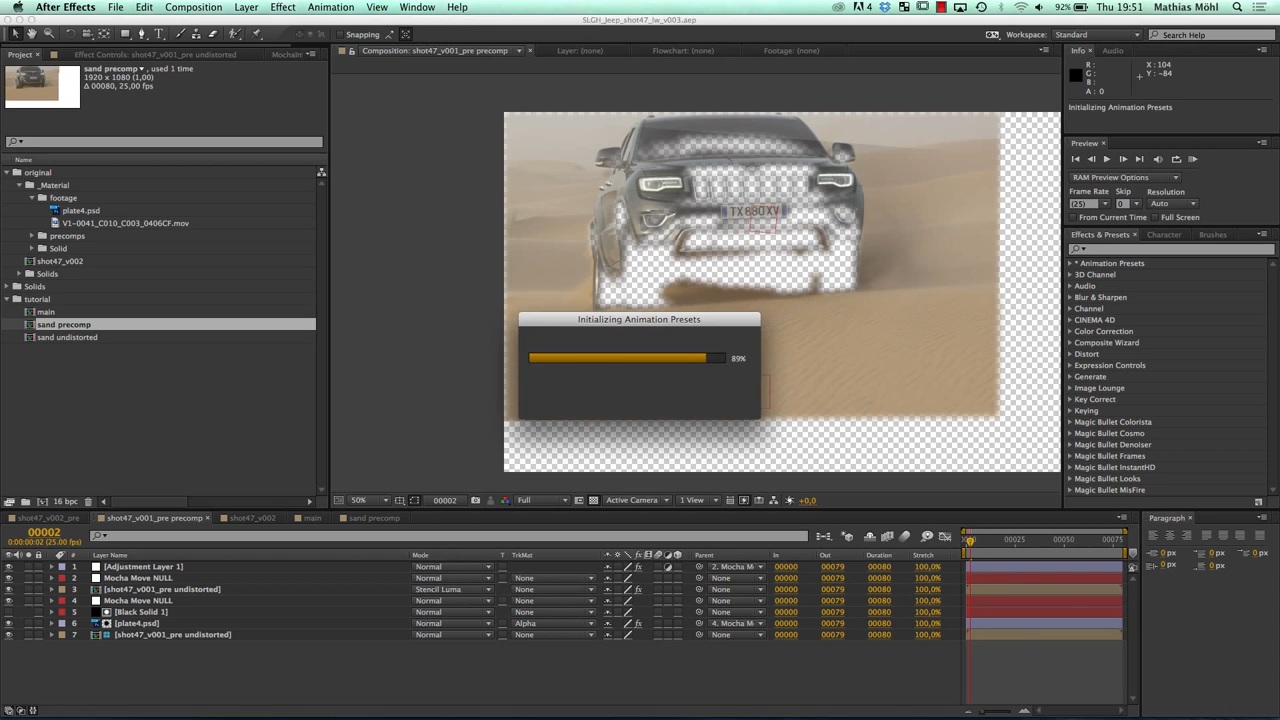 After Effects File Edit Composition Layer Effect Animation View Window Help
4 92% Thu 19:51 Mathias Möhl
SLGH_Jeep_shot47_lw_v003.aep
Snapping
Workspace: Standard
Search Help
Project Effect Controls: shot47_v001_pre undistorted
Composition: shot47_v001_pre precomp Layer: (none) Flowchart: (none) Footage: (none)
Info Audio
sand precomp , used 1 time
1920 x 1080 (1,00)
Δ 00080, 25,00 fps
R :
G :
B :
A : 0
X : 104
Y : -84
Initializing Animation Presets
Preview
RAM Preview Options
Frame Rate Skip Resolution
(25) 0 Auto
From Current Time Full Screen
Name
original
_Material
footage
plate4.psd
V1-0041_C010_C003_0406CF.mov
precomps
Solid
shot47_v002
Solids
Solids
tutorial
main
sand precomp
sand undistorted
TX 880XV
Initializing Animation Presets
89%
Effects & Presets Character Brushes
* Animation Presets
3D Channel
Audio
Blur & Sharpen
Channel
CINEMA 4D
Color Correction
Composite Wizard
Distort
Expression Controls
Generate
Image Lounge
Key Correct
Keying
Magic Bullet Colorista
Magic Bullet Cosmo
Magic Bullet Denoiser
Magic Bullet Frames
Magic Bullet InstantHD
Magic Bullet Looks
Magic Bullet MisFire
16 bpc
50% 00002 Full Active Camera 1 View +0,0
shot47_v002_pre shot47_v001_pre precomp shot47_v002 main sand precomp
Paragraph
00002
0:00:00:02 (25.00 fps)
00025 00050 00075
Layer Name Mode T TrkMat Parent In Out Duration Stretch
1 [Adjustment Layer 1] Normal 2. Mocha M 00000 00079 00080 100,0%
2 Mocha Move NULL Normal None None 00000 00079 00080 100,0%
3 [shot47_v001_pre undistorted] Stencil Luma None None 00000 00079 00080 100,0%
4 Mocha Move NULL Normal None None 00000 00079 00080 100,0%
5 [Black Solid 1] Normal None None 00000 00079 00080 100,0%
6 [plate4.psd] Normal Alpha 4. Mocha M 00000 00079 00080 100,0%
7 [shot47_v001_pre undistorted] Normal None None 00000 00079 00080 100,0%
0 px 0 px 0 px
0 px 0 px